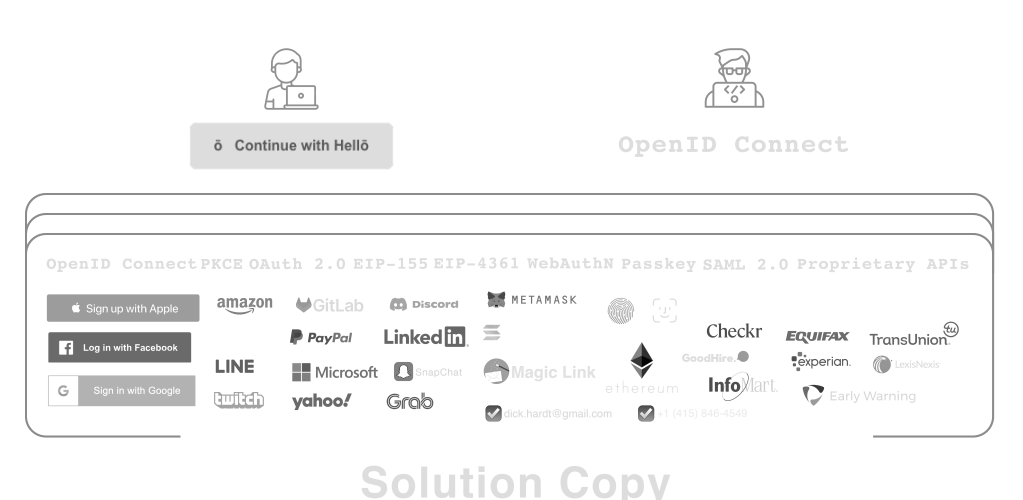 ō Continue with Hellō
OpenID Connect
OpenID Connect PKCE OAuth 2.0 EIP-155 EIP-4361 WebAuthN Passkey SAML 2.0 Proprietary APIs
Sign up with Apple
amazon
GitLab
Discord
METAMASK
Log in with Facebook
PayPal
LinkedIn
Checkr
EQUIFAX
TransUnion
tu
LINE
Microsoft
SnapChat
Magic Link
ethereum
GoodHire.
experian.
LexisNexis
G Sign in with Google
twitch
yahoo!
Grab
InfoMart.
Early Warning
dick.hardt@gmail.com
+1 (415) 846-4549
Solution Copy